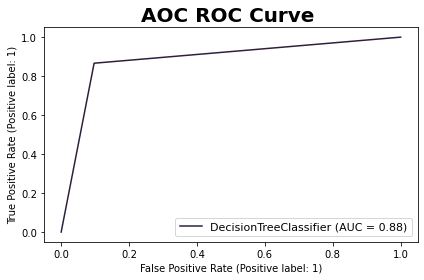 AOC ROC Curve
1.0
0.8
0.6
0.4
0.2
0.0
True Positive Rate (Positive label: 1)
DecisionTreeClassifier (AUC = 0.88)
0.0 0.2 0.4 0.6 0.8 1.0
False Positive Rate (Positive label: 1)